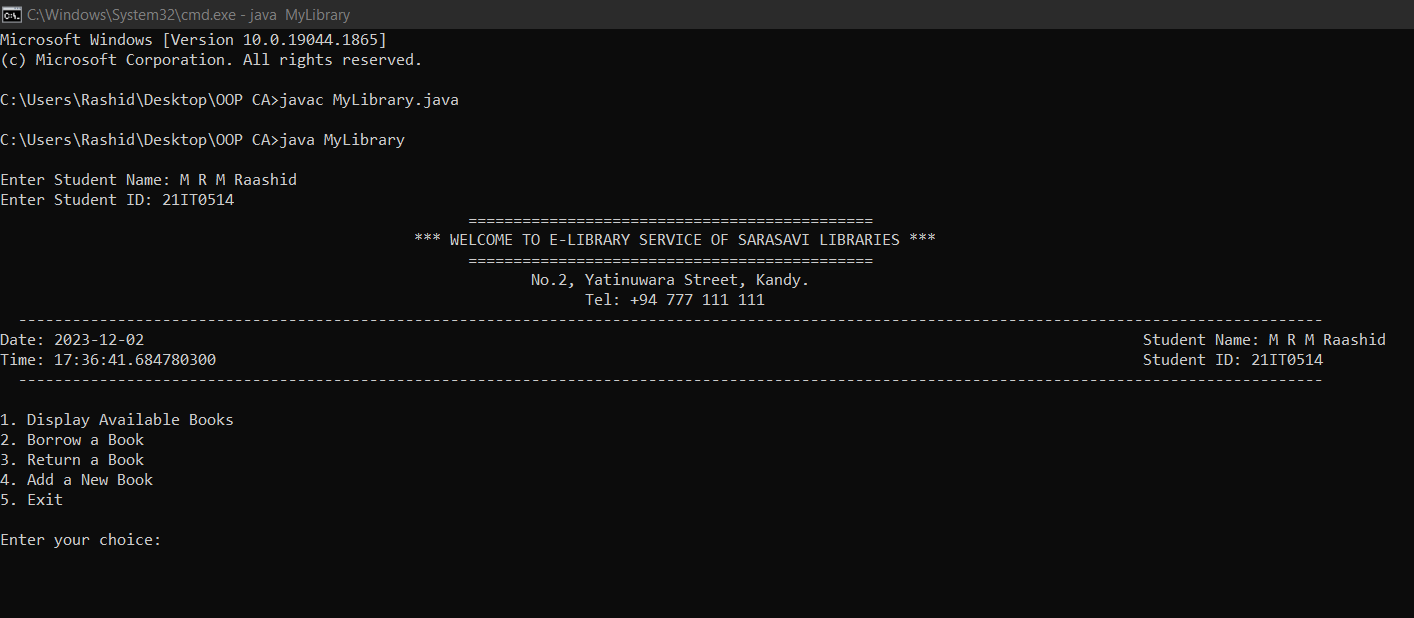 C:\Windows\System32\cmd.exe - java  MyLibrary
Microsoft Windows [Version 10.0.19044.1865]
(c) Microsoft Corporation. All rights reserved.
C:\Users\Rashid\Desktop\OOP CA>javac MyLibrary.java
C:\Users\Rashid\Desktop\OOP CA>java MyLibrary
Enter Student Name: M R M Raashid
Enter Student ID: 21IT0514
=============================================
*** WELCOME TO E-LIBRARY SERVICE OF SARASAVI LIBRARIES ***
=============================================
No.2, Yatinuwara Street, Kandy.
Tel: +94 777 111 111
-------------------------------------------------------------------------------------------------------------------------------------------------
Date: 2023-12-02 Student Name: M R M Raashid
Time: 17:36:41.684780300 Student ID: 21IT0514
-------------------------------------------------------------------------------------------------------------------------------------------------
1. Display Available Books
2. Borrow a Book
3. Return a Book
4. Add a New Book
5. Exit
Enter your choice: